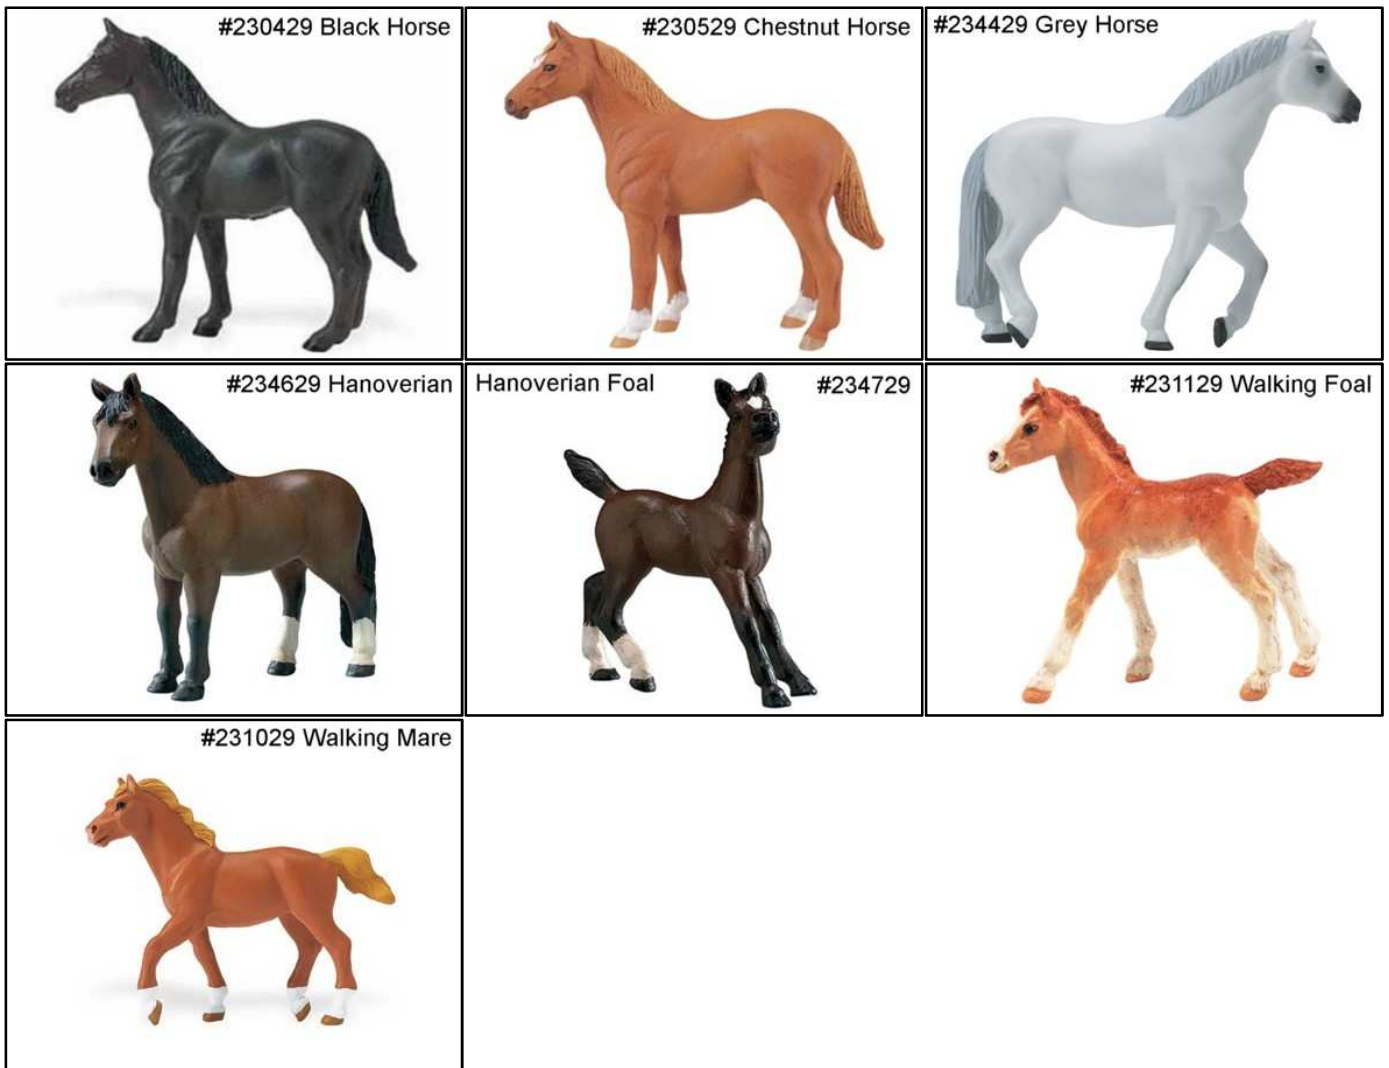 #230429 Black Horse
#230529 Chestnut Horse
#234429 Grey Horse
#234629 Hanoverian
Hanoverian Foal #234729
#231129 Walking Foal
#231029 Walking Mare